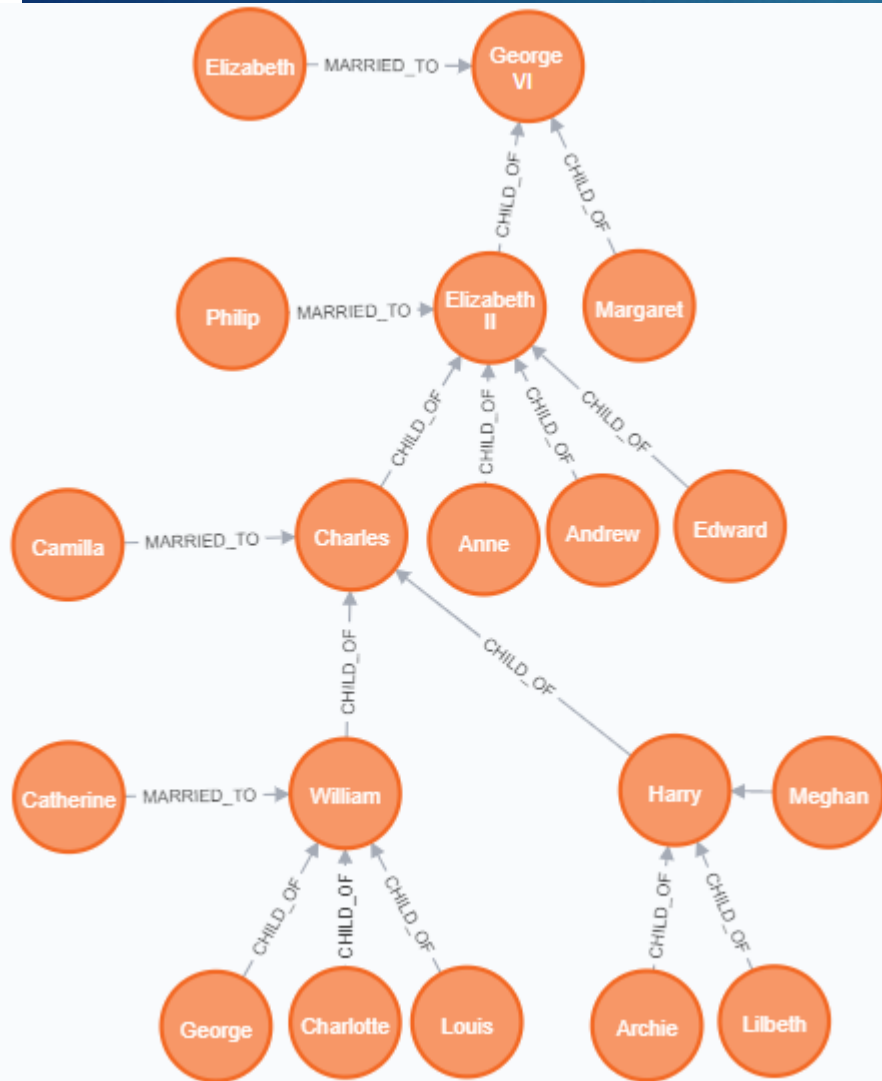 Elizabeth
MARRIED_TO
George
VI
CHILD_OF
CHILD_OF
Philip
MARRIED_TO
Elizabeth
II
Margaret
CHILD_OF
CHILD_OF
CHILD_OF
CHILD_OF
Camilla
MARRIED_TO
Charles
Anne
Andrew
Edward
CHILD_OF
CHILD_OF
Catherine
MARRIED_TO
William
Harry
Meghan
CHILD_OF
CHILD_OF
CHILD_OF
CHILD_OF
CHILD_OF
George
Charlotte
Louis
Archie
Lilbeth